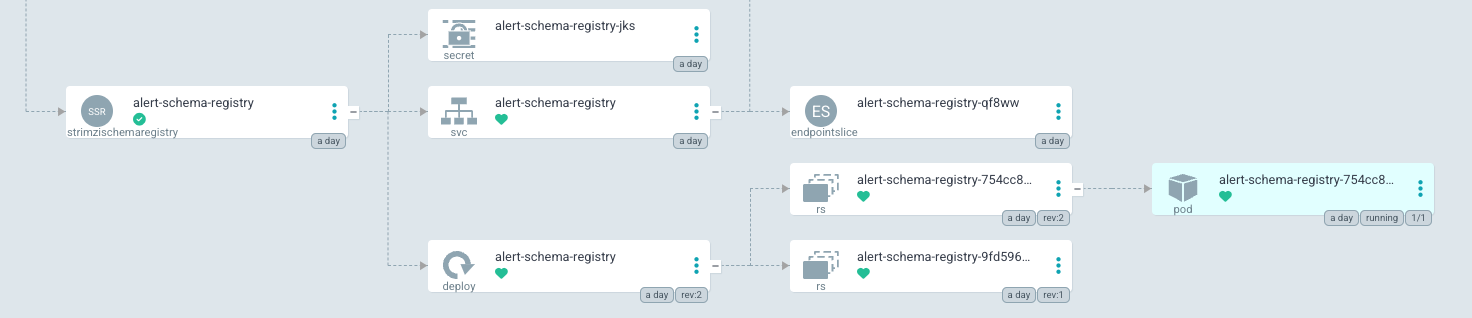 alert-schema-registry-jks
secret
a day
SSR
alert-schema-registry
strimzischemaregistry
a day
alert-schema-registry
svc
a day
ES
alert-schema-registry-qf8ww
endpointslice
a day
alert-schema-registry-754cc8...
rs
a day rev:2
alert-schema-registry-754cc8...
pod
a day running 1/1
alert-schema-registry
deploy
a day rev:2
alert-schema-registry-9fd596...
rs
a day rev:1